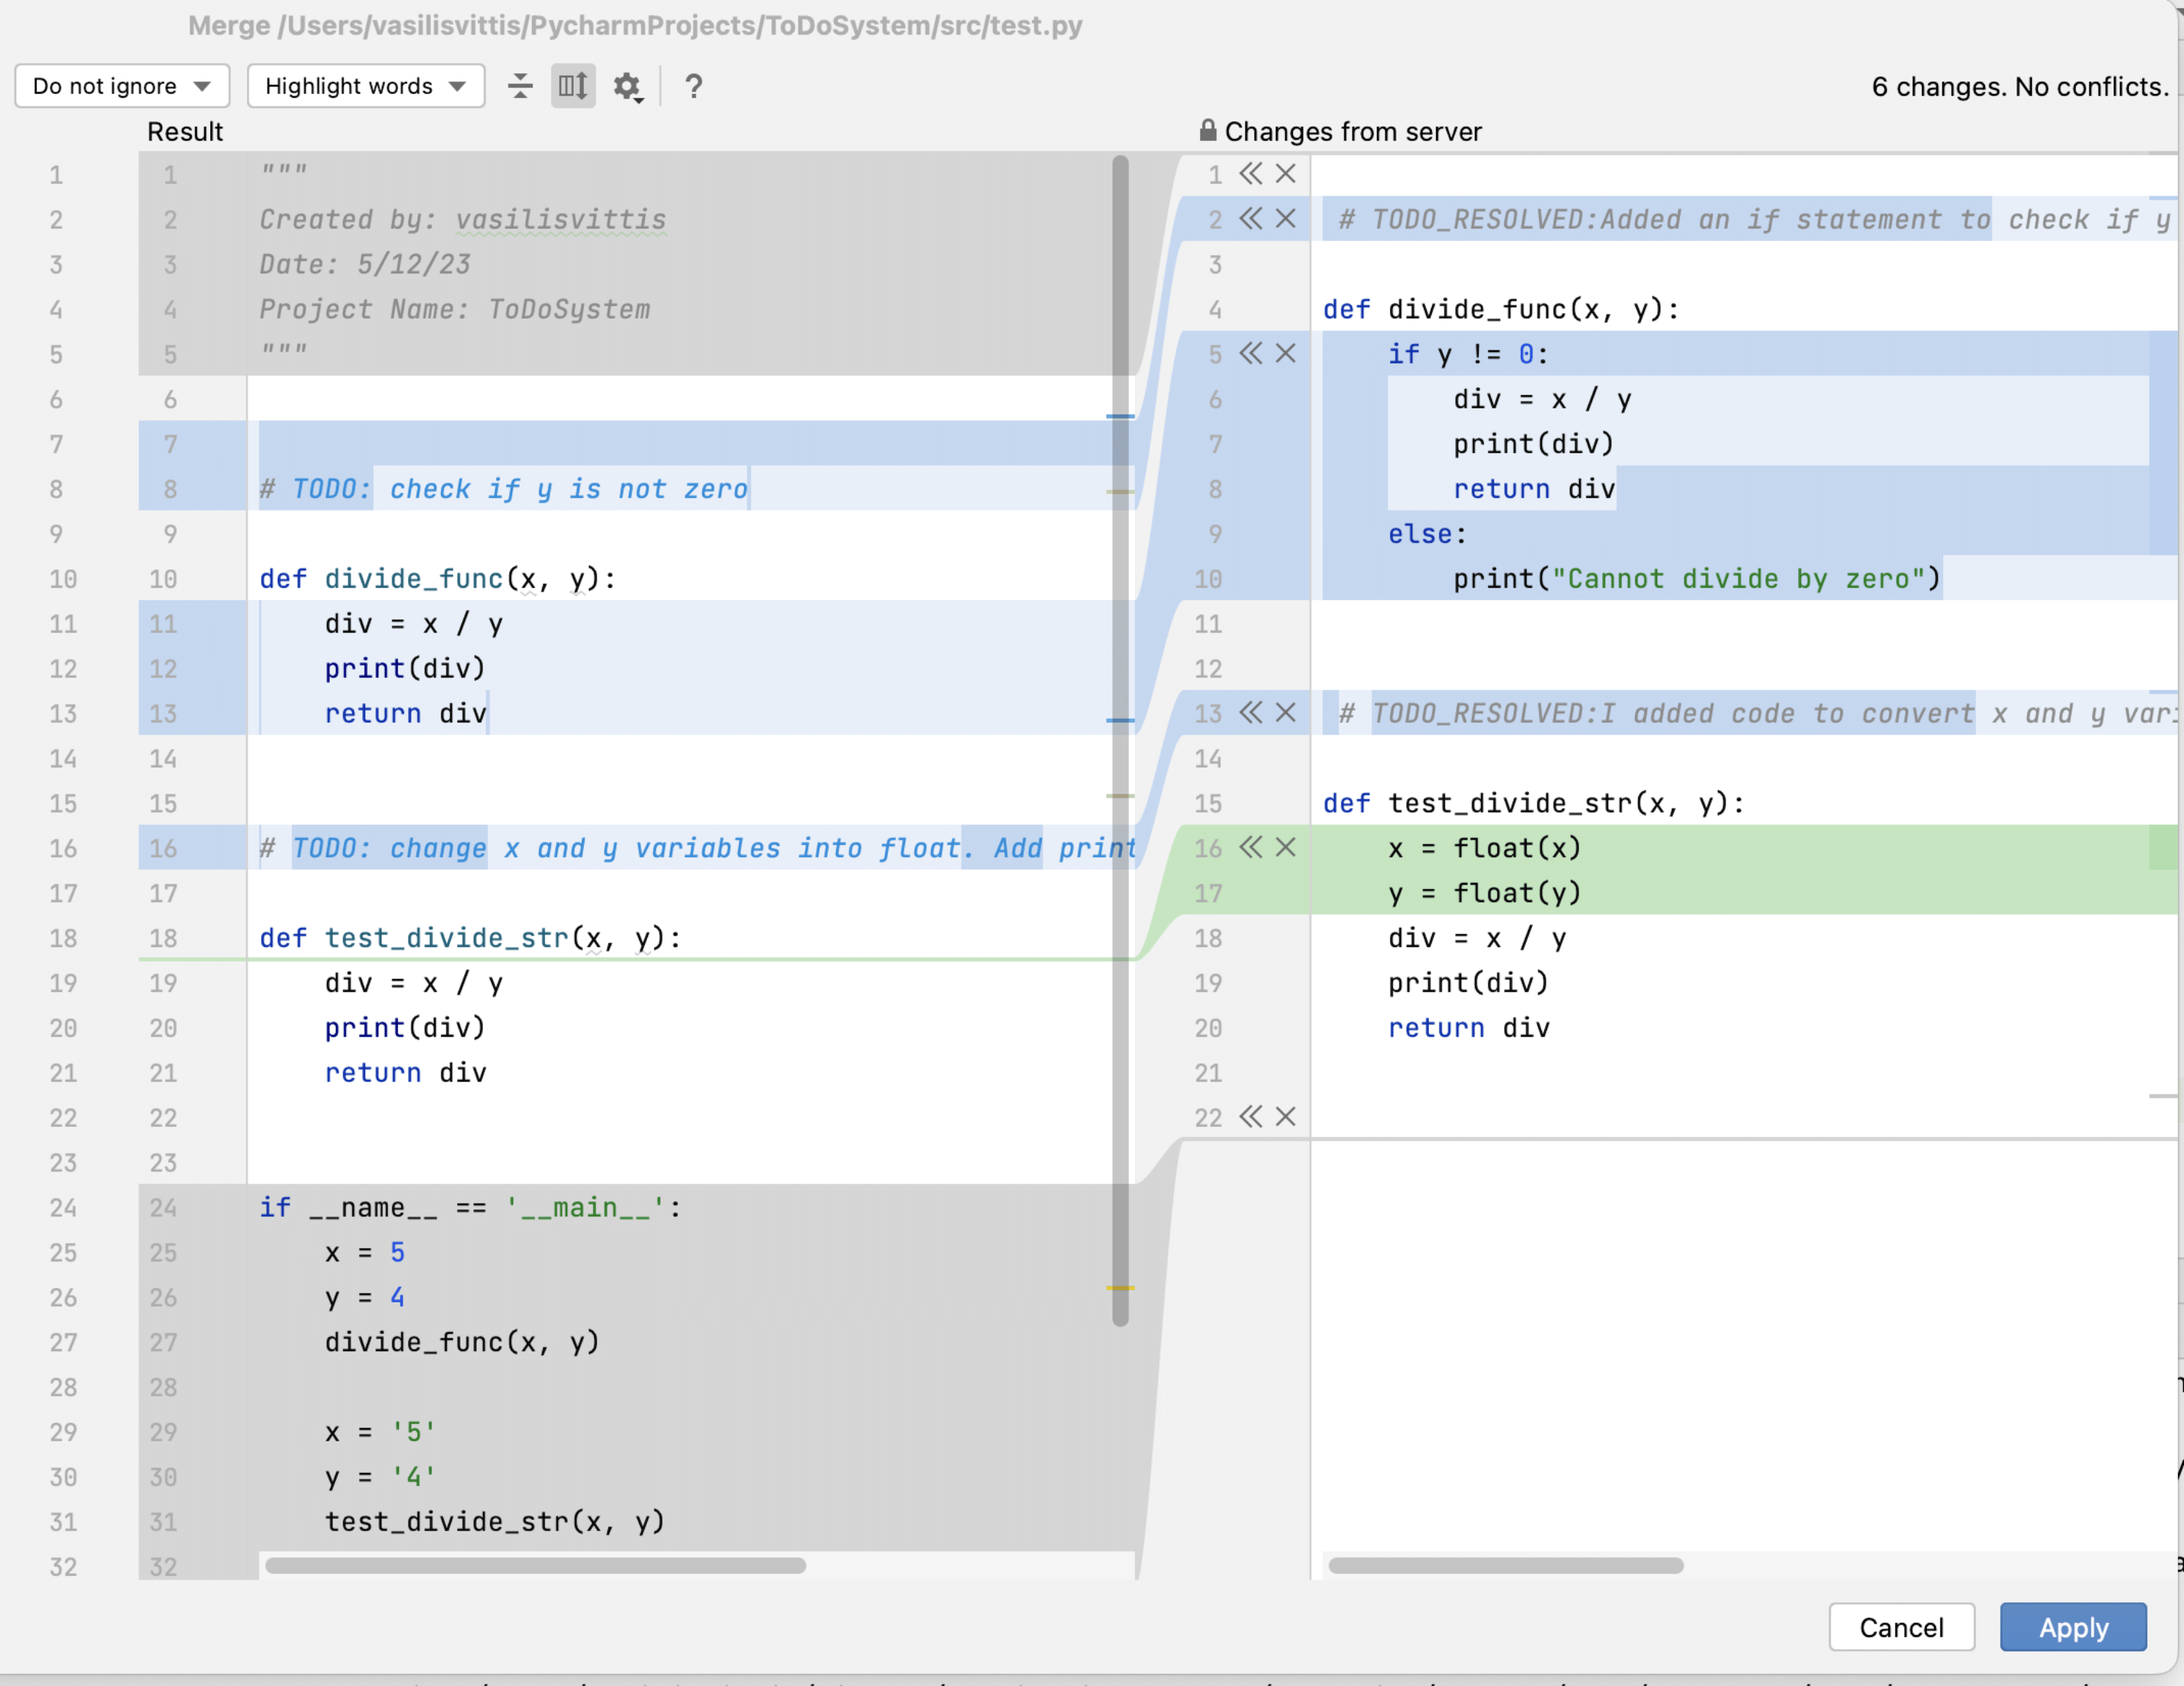 Merge /Users/vasilisvittis/PycharmProjects/ToDoSystem/src/test.py
Do not ignore Highlight words ? 6 changes. No conflicts.
Result
1 1 """
2 2 Created by: vasilisvittis
3 3 Date: 5/12/23
4 4 Project Name: ToDoSystem
5 5 """
6 6
7 7
8 8 # TODO: check if y is not zero
9 9
10 10 def divide_func(x, y):
11 11 div = x / y
12 12 print(div)
13 13 return div
14 14
15 15
16 16 # TODO: change x and y variables into float. Add print
17 17
18 18 def test_divide_str(x, y):
19 19 div = x / y
20 20 print(div)
21 21 return div
22 22
23 23
24 24 if __name__ == '__main__':
25 25 x = 5
26 26 y = 4
27 27 divide_func(x, y)
28 28
29 29 x = '5'
30 30 y = '4'
31 31 test_divide_str(x, y)
32 32
Changes from server
1
2 # TODO_RESOLVED:Added an if statement to check if y
3
4 def divide_func(x, y):
5 if y != 0:
6 div = x / y
7 print(div)
8 return div
9 else:
10 print("Cannot divide by zero")
11
12
13 # TODO_RESOLVED:I added code to convert x and y
14
15 def test_divide_str(x, y):
16 x = float(x)
17 y = float(y)
18 div = x / y
19 print(div)
20 return div
21
22
Cancel Apply